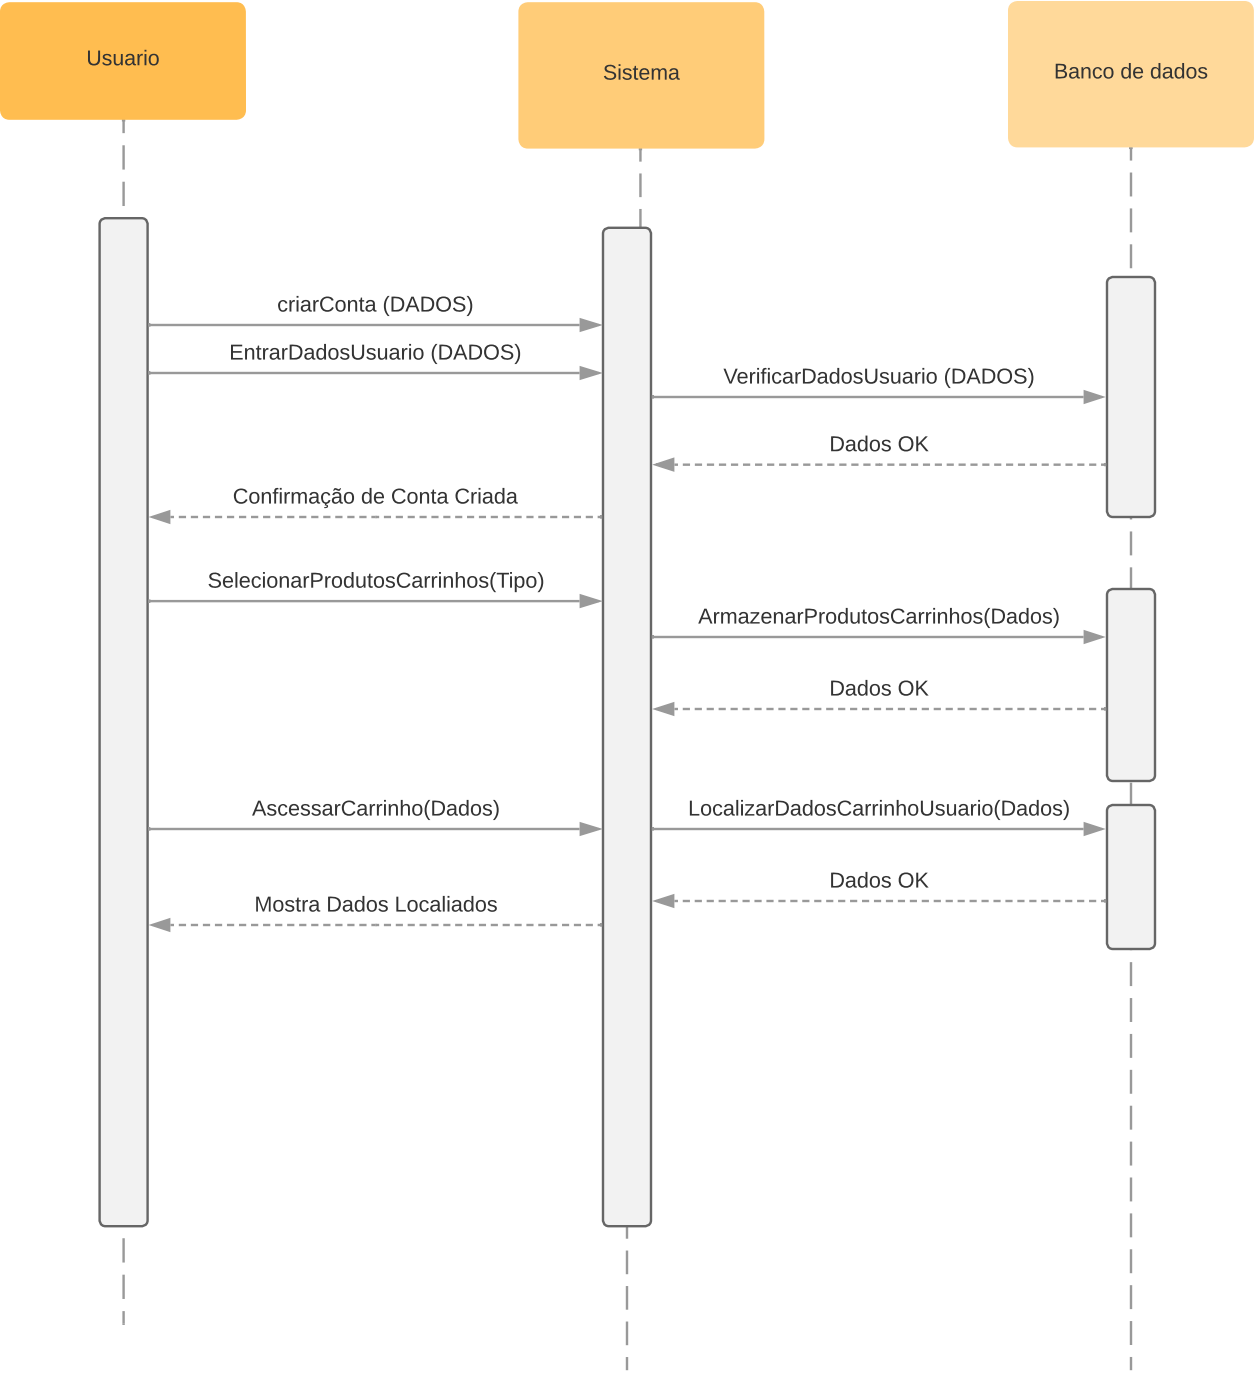 Usuario
Sistema
Banco de dados
criarConta (DADOS)
EntrarDadosUsuario (DADOS)
VerificarDadosUsuario (DADOS)
Dados OK
Confirmação de Conta Criada
SelecionarProdutosCarrinhos(Tipo)
ArmazenarProdutosCarrinhos(Dados)
Dados OK
AscessarCarrinho(Dados)
LocalizarDadosCarrinhoUsuario(Dados)
Dados OK
Mostra Dados Localiados